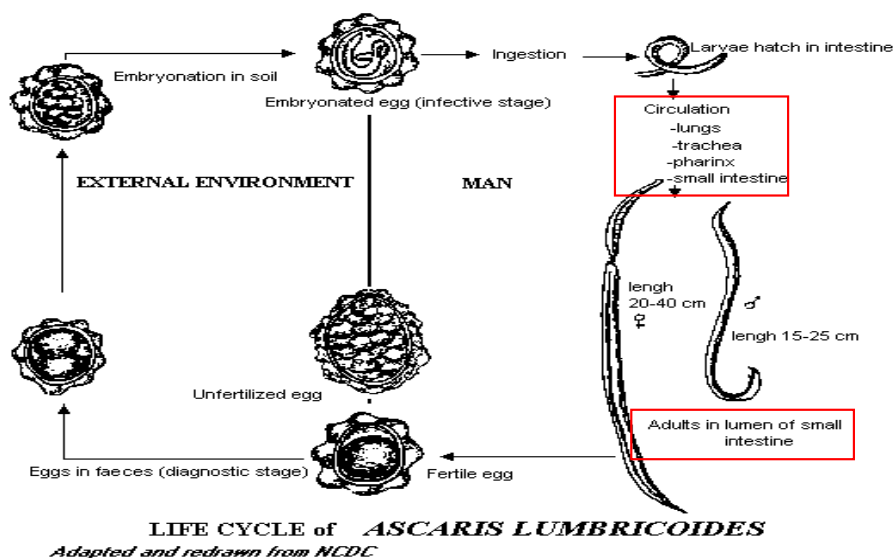 Embryonation in soil
Embryonated egg (infective stage)
Ingestion
Larvae hatch in intestine
Circulation
-lungs
-trachea
-pharinx
-small intestine
EXTERNAL ENVIRONMENT
MAN
lengh
20-40 cm
♀
♂
lengh 15-25 cm
Unfertilized egg
Adults in lumen of small
intestine
Eggs in faeces (diagnostic stage)
Fertile egg
LIFE CYCLE of ASCARIS LUMBRICOIDES
Adapted and redrawn from NCDC